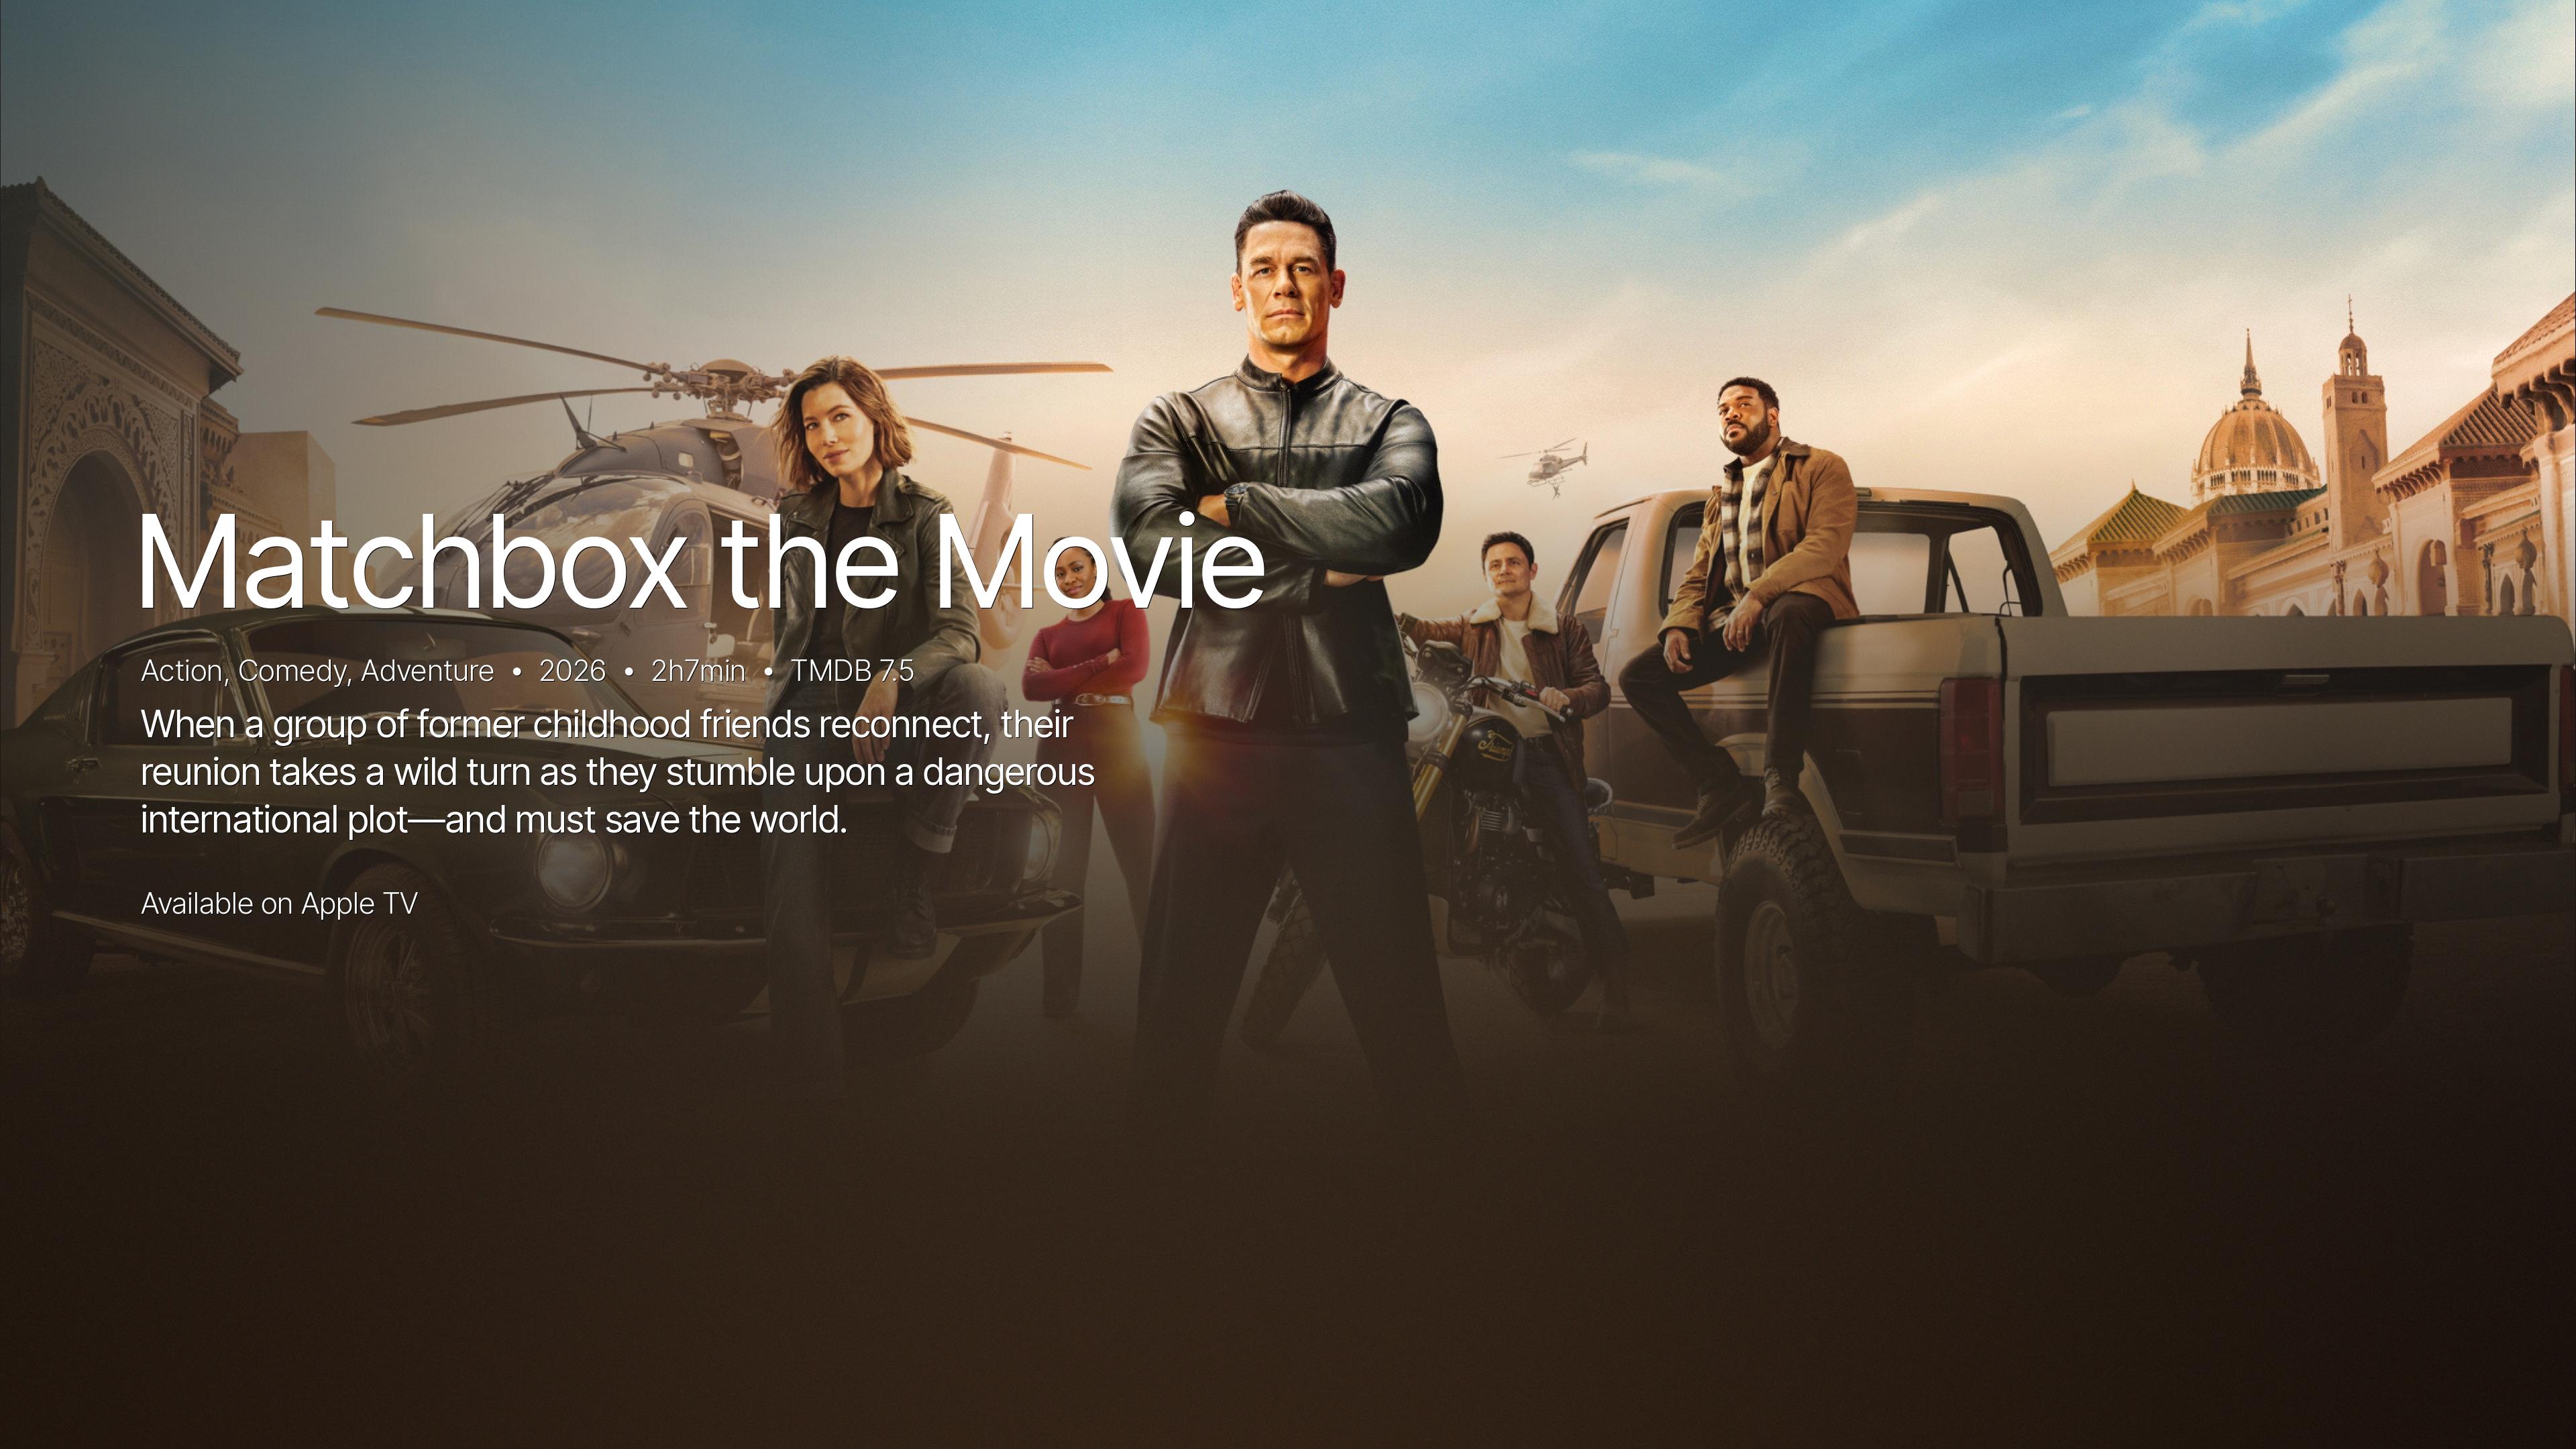 Matchbox the Movie
Action, Comedy, Adventure • 2026 • 2h7min • TMDB 7.5
When a group of former childhood friends reconnect, their
reunion takes a wild turn as they stumble upon a dangerous
international plot—and must save the world.
Available on Apple TV